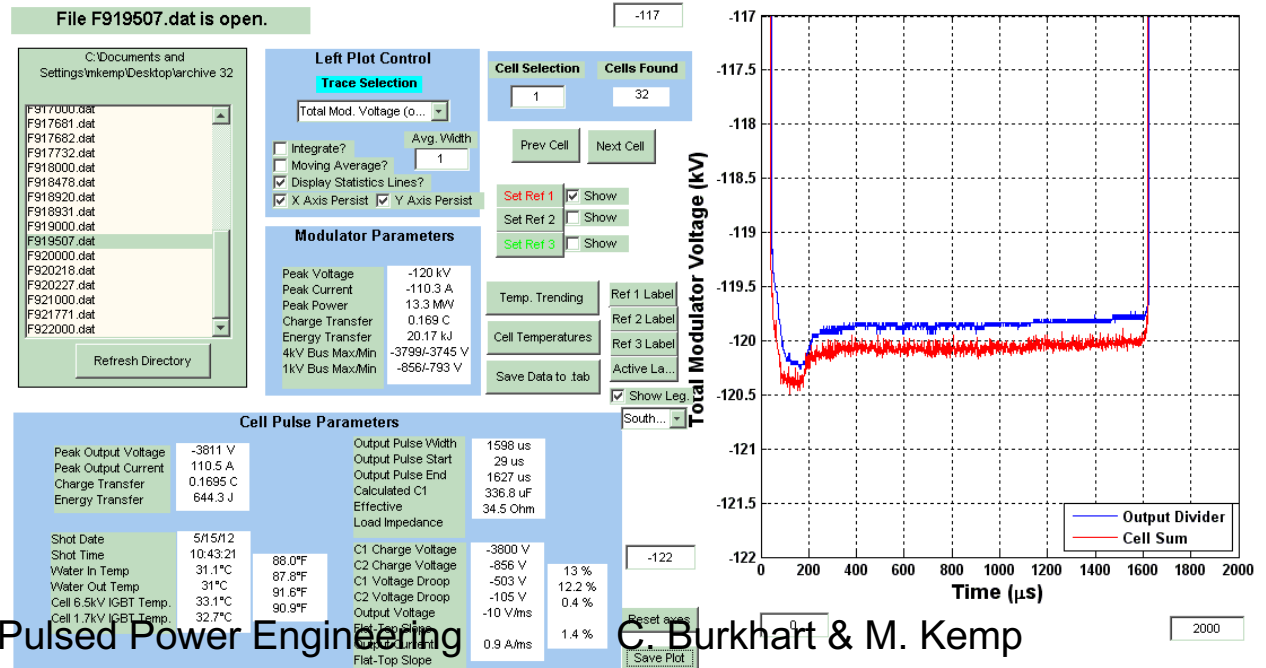 File F919507.dat is open.
-117
C:\Documents and
Settings\mkemp\Desktop\archive 32
F917000.dat
F917681.dat
F917682.dat
F917732.dat
F918000.dat
F918478.dat
F918920.dat
F918931.dat
F919000.dat
F919507.dat
F920000.dat
F920218.dat
F920227.dat
F921000.dat
F921771.dat
F922000.dat
Refresh Directory
Left Plot Control
Trace Selection
Total Mod. Voltage (o...
Avg. Width
1
Integrate?
Moving Average?
Display Statistics Lines?
X Axis Persist
Y Axis Persist
Cell Selection
Cells Found
1
32
Prev Cell
Next Cell
Set Ref 1
Show
Set Ref 2
Show
Set Ref 3
Show
Modulator Parameters
Peak Voltage -120 kV
Peak Current -110.3 A
Peak Power 13.3 MW
Charge Transfer 0.169 C
Energy Transfer 20.17 kJ
4kV Bus Max/Min -3799/-3745 V
1kV Bus Max/Min -856/-793 V
Temp. Trending
Cell Temperatures
Save Data to .tab
Ref 1 Label
Ref 2 Label
Ref 3 Label
Active La...
Show Leg.
South...
Cell Pulse Parameters
Peak Output Voltage -3811 V
Peak Output Current 110.5 A
Charge Transfer 0.1695 C
Energy Transfer 644.3 J
Output Pulse Width 1598 us
Output Pulse Start 29 us
Output Pulse End 1627 us
Calculated C1 336.8 uF
Effective 34.5 Ohm
Load Impedance
Shot Date 5/15/12
Shot Time 10:43:21
Water In Temp 31.1°C 88.0°F
Water Out Temp 31°C 87.8°F
Cell 6.5kV IGBT Temp. 33.1°C 91.6°F
Cell 1.7kV IGBT Temp. 32.7°C 90.9°F
C1 Charge Voltage -3800 V
C2 Charge Voltage -856 V
C1 Voltage Droop -503 V 13 %
C2 Voltage Droop -105 V 12.2 %
Output Voltage -10 V/ms 0.4 %
Flat-Top Slope
Output Current 0.9 A/ms 1.4 %
Flat-Top Slope
-122
Reset axes
Save Plot
0
2000
Total Modulator Voltage (kV)
-117
-117.5
-118
-118.5
-119
-119.5
-120
-120.5
-121
-121.5
-122
0 200 400 600 800 1000 1200 1400 1600 1800 2000
Time (μs)
Output Divider
Cell Sum
Pulsed Power Engineering
C. Burkhart & M. Kemp